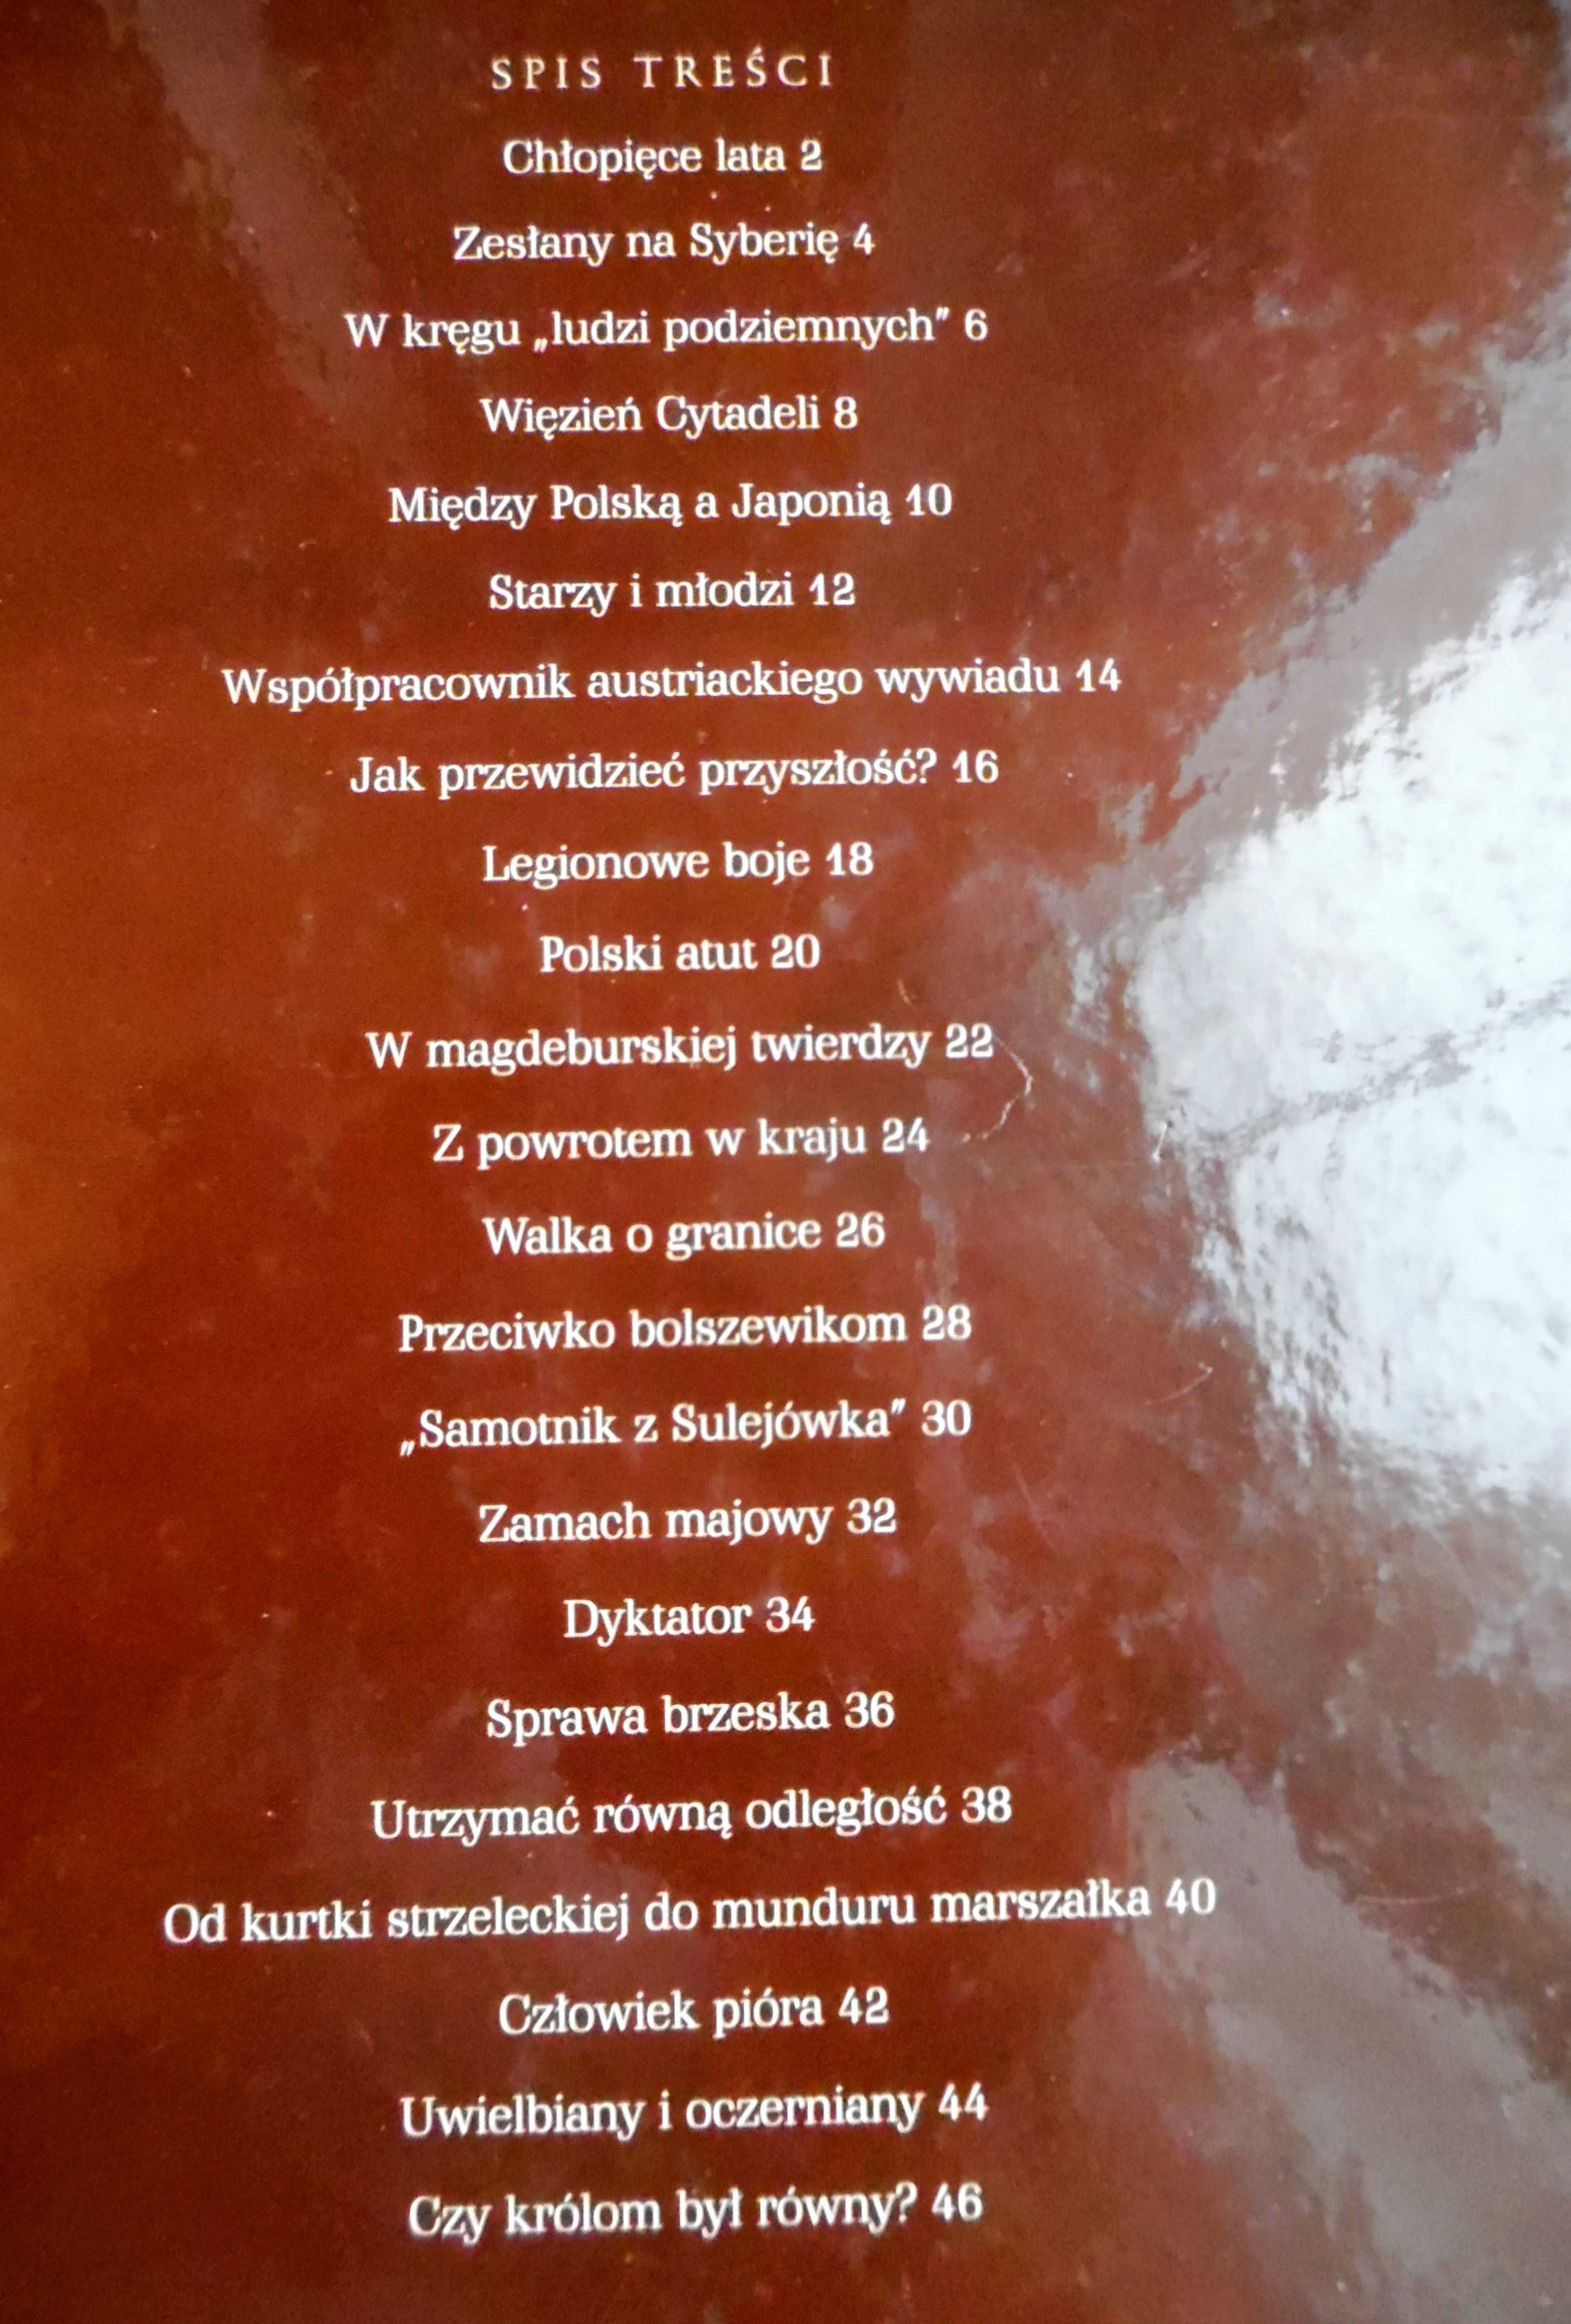 SPIS TREŚCI
Chłopięce lata 2
Zesłany na Syberię 4
W kręgu „ludzi podziemnych” 6
Więzień Cytadeli 8
Między Polską a Japonią 10
Starzy i młodzi 12
Współpracownik austriackiego wywiadu 14
Jak przewidzieć przyszłość? 16
Legionowe boje 18
Polski atut 20
W magdeburskiej twierdzy 22
Z powrotem w kraju 24
Walka o granice 26
Przeciwko bolszewikom 28
„Samotnik z Sulejówka” 30
Zamach majowy 32
Dyktator 34
Sprawa brzeska 36
Utrzymać równą odległość 38
Od kurtki strzeleckiej do munduru marszałka 40
Człowiek pióra 42
Uwielbiany i oczerniany 44
Czy królom był równy? 46